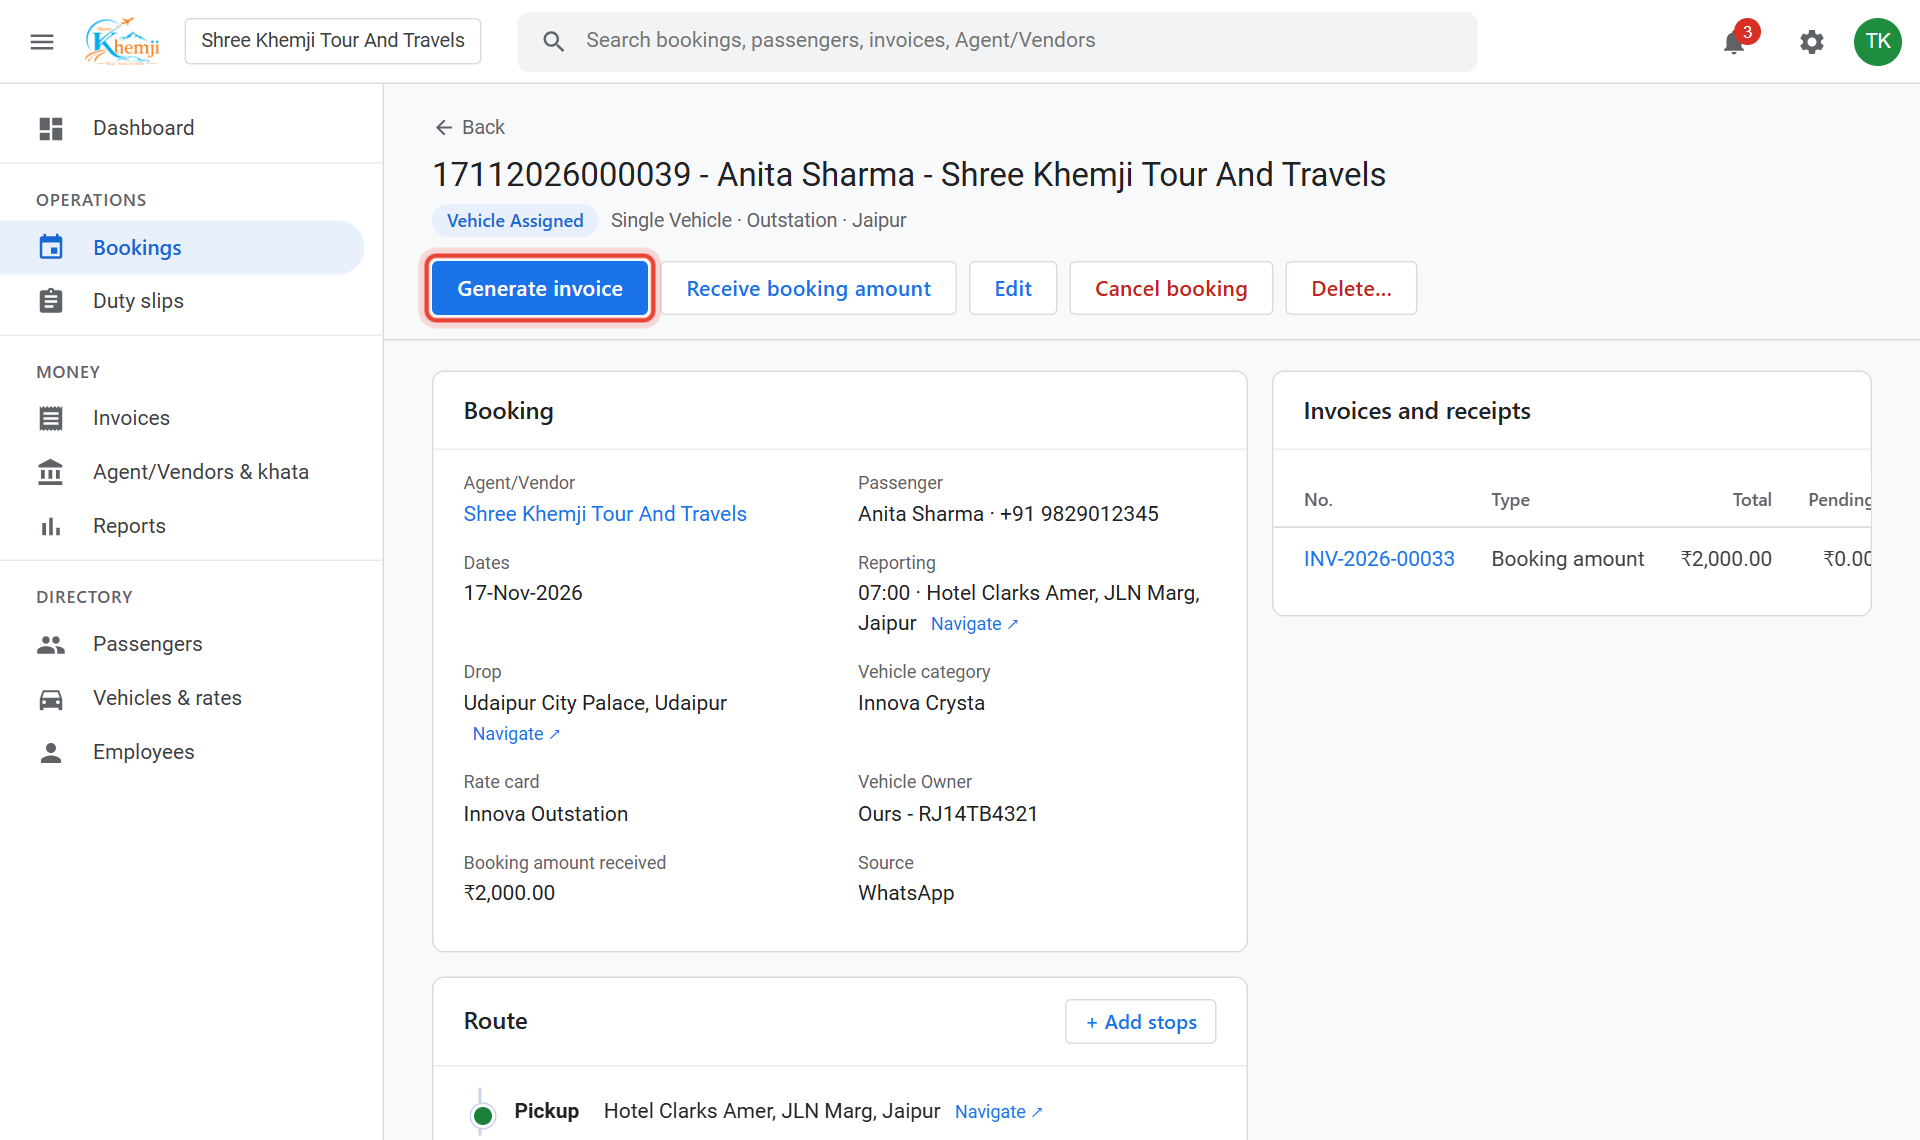 Khemji
Shree Khemji Tour And Travels
Search bookings, passengers, invoices, Agent/Vendors
3
TK
Dashboard
OPERATIONS
Bookings
Duty slips
MONEY
Invoices
Agent/Vendors & khata
Reports
DIRECTORY
Passengers
Vehicles & rates
Employees
← Back
17112026000039 - Anita Sharma - Shree Khemji Tour And Travels
Vehicle Assigned Single Vehicle · Outstation · Jaipur
Generate invoice Receive booking amount Edit Cancel booking Delete...
Booking
Agent/Vendor
Shree Khemji Tour And Travels
Passenger
Anita Sharma · +91 9829012345
Dates
17-Nov-2026
Reporting
07:00 · Hotel Clarks Amer, JLN Marg,
Jaipur Navigate ↗
Drop
Udaipur City Palace, Udaipur
Navigate ↗
Vehicle category
Innova Crysta
Rate card
Innova Outstation
Vehicle Owner
Ours - RJ14TB4321
Booking amount received
₹2,000.00
Source
WhatsApp
Invoices and receipts
No. Type Total Pending
INV-2026-00033 Booking amount ₹2,000.00 ₹0.00
Route
+ Add stops
Pickup Hotel Clarks Amer, JLN Marg, Jaipur Navigate ↗